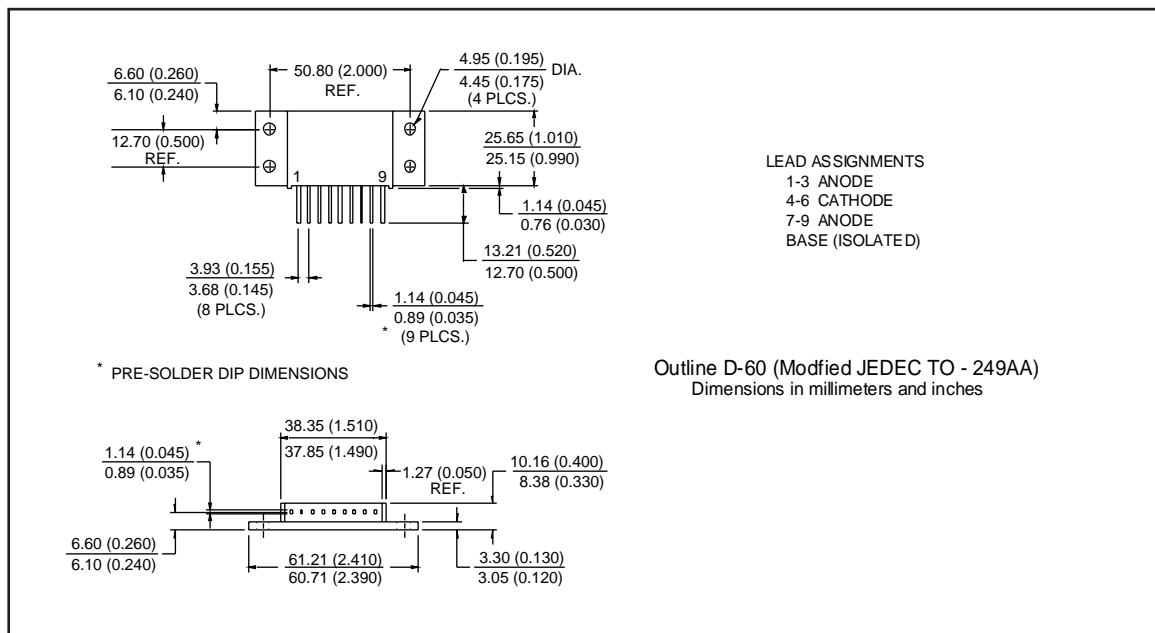 6.60 (0.260)
6.10 (0.240)
50.80 (2.000)
REF.
4.95 (0.195)
4.45 (0.175)
DIA.
(4 PLCS.)
12.70 (0.500)
REF.
25.65 (1.010)
25.15 (0.990)
1
9
1.14 (0.045)
0.76 (0.030)
13.21 (0.520)
12.70 (0.500)
3.93 (0.155)
3.68 (0.145)
(8 PLCS.)
1.14 (0.045)
0.89 (0.035)
* (9 PLCS.)
LEAD ASSIGNMENTS
1-3 ANODE
4-6 CATHODE
7-9 ANODE
BASE (ISOLATED)
* PRE-SOLDER DIP DIMENSIONS
Outline D-60 (Modfied JEDEC TO - 249AA)
Dimensions in millimeters and inches
38.35 (1.510)
37.85 (1.490)
1.14 (0.045) *
0.89 (0.035)
1.27 (0.050)
REF.
10.16 (0.400)
8.38 (0.330)
6.60 (0.260)
6.10 (0.240)
61.21 (2.410)
60.71 (2.390)
3.30 (0.130)
3.05 (0.120)